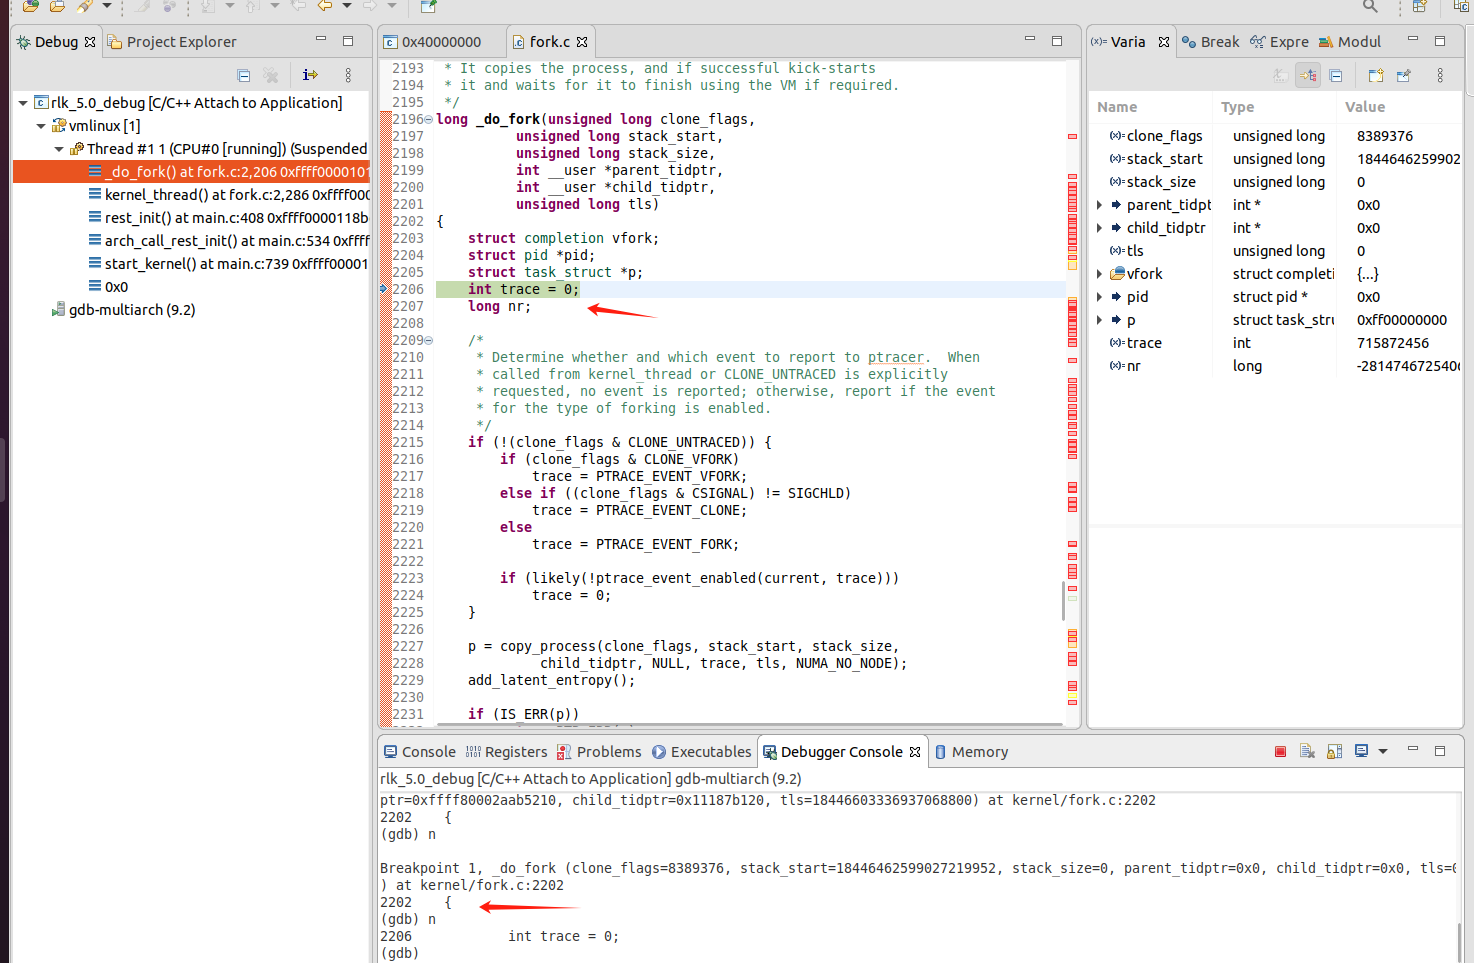 Debug
Project Explorer
rlk_5.0_debug [C/C++ Attach to Application]
vmlinux [1]
Thread #1 1 (CPU#0 [running]) (Suspended
_do_fork() at fork.c:2,206 0xffff0000101
kernel_thread() at fork.c:2,286 0xffff000
rest_init() at main.c:408 0xffff0000118b
arch_call_rest_init() at main.c:534 0xffff
start_kernel() at main.c:739 0xffff00001
0x0
gdb-multiarch (9.2)
0x40000000
fork.c
2193 * It copies the process, and if successful kick-starts
2194 * it and waits for it to finish using the VM if required.
2195 */
2196 long _do_fork(unsigned long clone_flags,
2197 unsigned long stack_start,
2198 unsigned long stack_size,
2199 int __user *parent_tidptr,
2200 int __user *child_tidptr,
2201 unsigned long tls)
2202 {
2203 struct completion vfork;
2204 struct pid *pid;
2205 struct task_struct *p;
2206 int trace = 0;
2207 long nr;
2208
2209 /*
2210 * Determine whether and which event to report to ptracer.  When
2211 * called from kernel_thread or CLONE_UNTRACED is explicitly
2212 * requested, no event is reported; otherwise, report if the event
2213 * for the type of forking is enabled.
2214 */
2215 if (!(clone_flags & CLONE_UNTRACED)) {
2216 if (clone_flags & CLONE_VFORK)
2217 trace = PTRACE_EVENT_VFORK;
2218 else if ((clone_flags & CSIGNAL) != SIGCHLD)
2219 trace = PTRACE_EVENT_CLONE;
2220 else
2221 trace = PTRACE_EVENT_FORK;
2222
2223 if (likely(!ptrace_event_enabled(current, trace)))
2224 trace = 0;
2225 }
2226
2227 p = copy_process(clone_flags, stack_start, stack_size,
2228 child_tidptr, NULL, trace, tls, NUMA_NO_NODE);
2229 add_latent_entropy();
2230
2231 if (IS_ERR(p))
(x)= Varia
Break
Expre
Modul
Name Type Value
(x)= clone_flags unsigned long 8389376
(x)= stack_start unsigned long 1844646259902
(x)= stack_size unsigned long 0
parent_tidpt int * 0x0
child_tidptr int * 0x0
(x)= tls unsigned long 0
vfork struct completi {...}
pid struct pid * 0x0
p struct task_stru 0xff00000000
(x)= trace int 715872456
(x)= nr long -281474672540
Console
Registers
Problems
Executables
Debugger Console
Memory
rlk_5.0_debug [C/C++ Attach to Application] gdb-multiarch (9.2)
ptr=0xffff80002aab5210, child_tidptr=0x11187b120, tls=18446603336937068800) at kernel/fork.c:2202
2202 {
(gdb) n
Breakpoint 1, _do_fork (clone_flags=8389376, stack_start=18446462599027219952, stack_size=0, parent_tidptr=0x0, child_tidptr=0x0, tls=0
) at kernel/fork.c:2202
2202 {
(gdb) n
2206 int trace = 0;
(gdb)